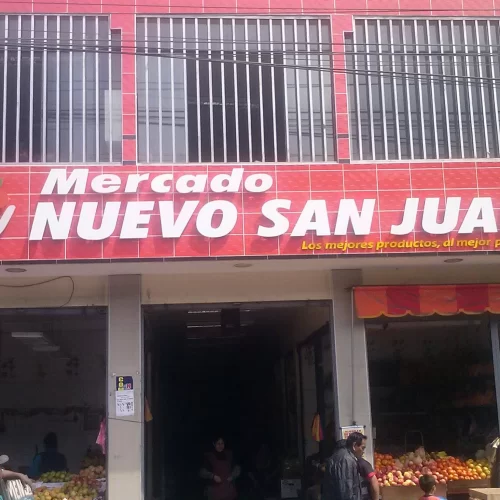 Mercado
NUEVO SAN JUA
Los mejores productos, al mejor p